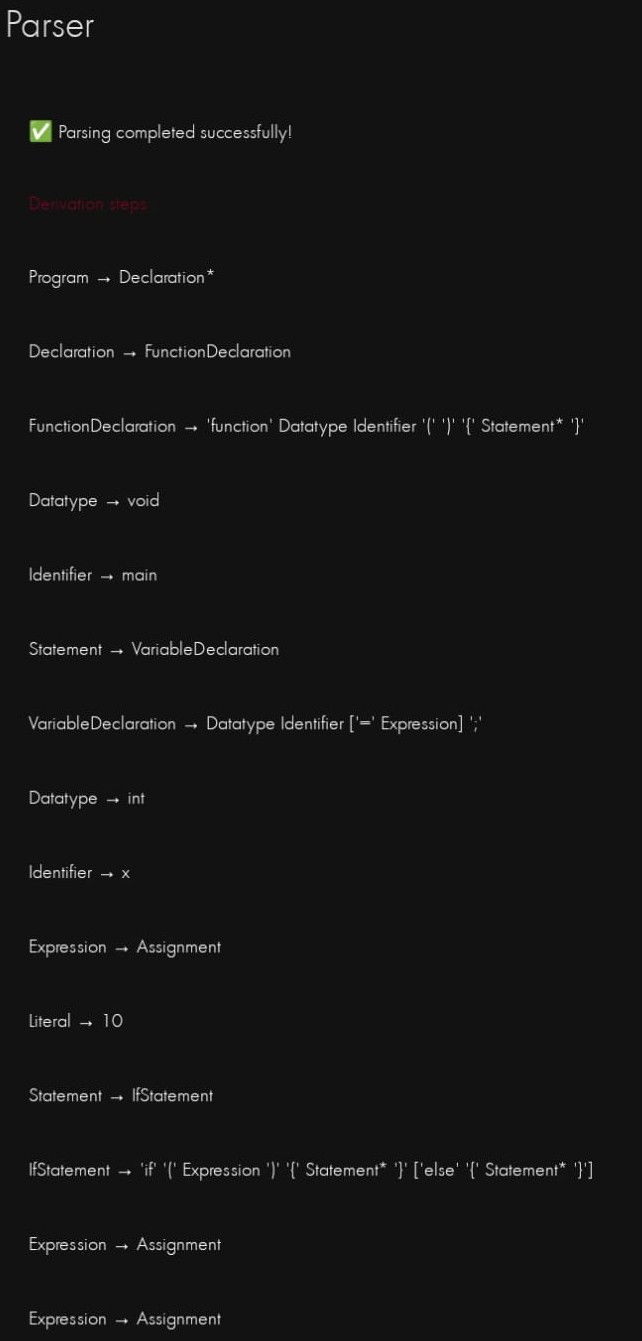 Parser
✅ Parsing completed successfully!
Derivation steps
Program → Declaration*
Declaration → FunctionDeclaration
FunctionDeclaration → 'function' Datatype Identifier '(' ')' '{' Statement* '}'
Datatype → void
Identifier → main
Statement → VariableDeclaration
VariableDeclaration → Datatype Identifier ['=' Expression] ';'
Datatype → int
Identifier → x
Expression → Assignment
Literal → 10
Statement → IfStatement
IfStatement → 'if' '(' Expression ')' '{' Statement* '}' ['else' '{' Statement* '}']
Expression → Assignment
Expression → Assignment